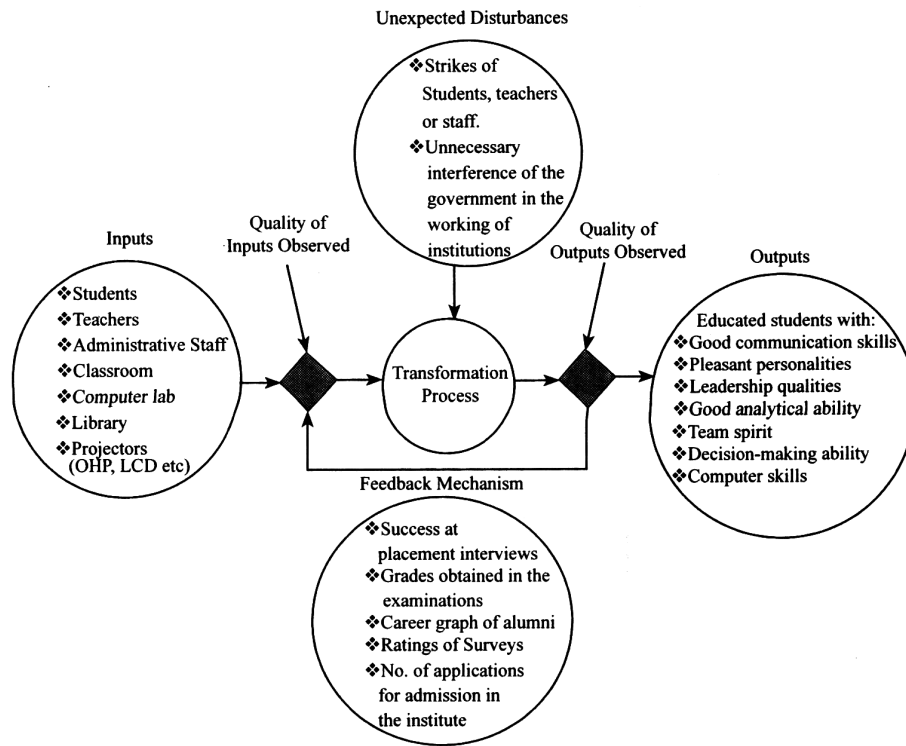 Unexpected Disturbances
❖Strikes of
Students, teachers
or staff.
❖Unnecessary
interference of the
government in the
working of
institutions
Quality of
Inputs Observed
Quality of
Outputs Observed
Inputs
❖Students
❖Teachers
❖Administrative Staff
❖Classroom
❖Computer lab
❖Library
❖Projectors
(OHP, LCD etc)
Transformation
Process
Outputs
Educated students with:
❖Good communication skills
❖Pleasant personalities
❖Leadership qualities
❖Good analytical ability
❖Team spirit
❖Decision-making ability
❖Computer skills
Feedback Mechanism
❖Success at
placement interviews
❖Grades obtained in the
examinations
❖Career graph of alumni
❖Ratings of Surveys
❖No. of applications
for admission in
the institute